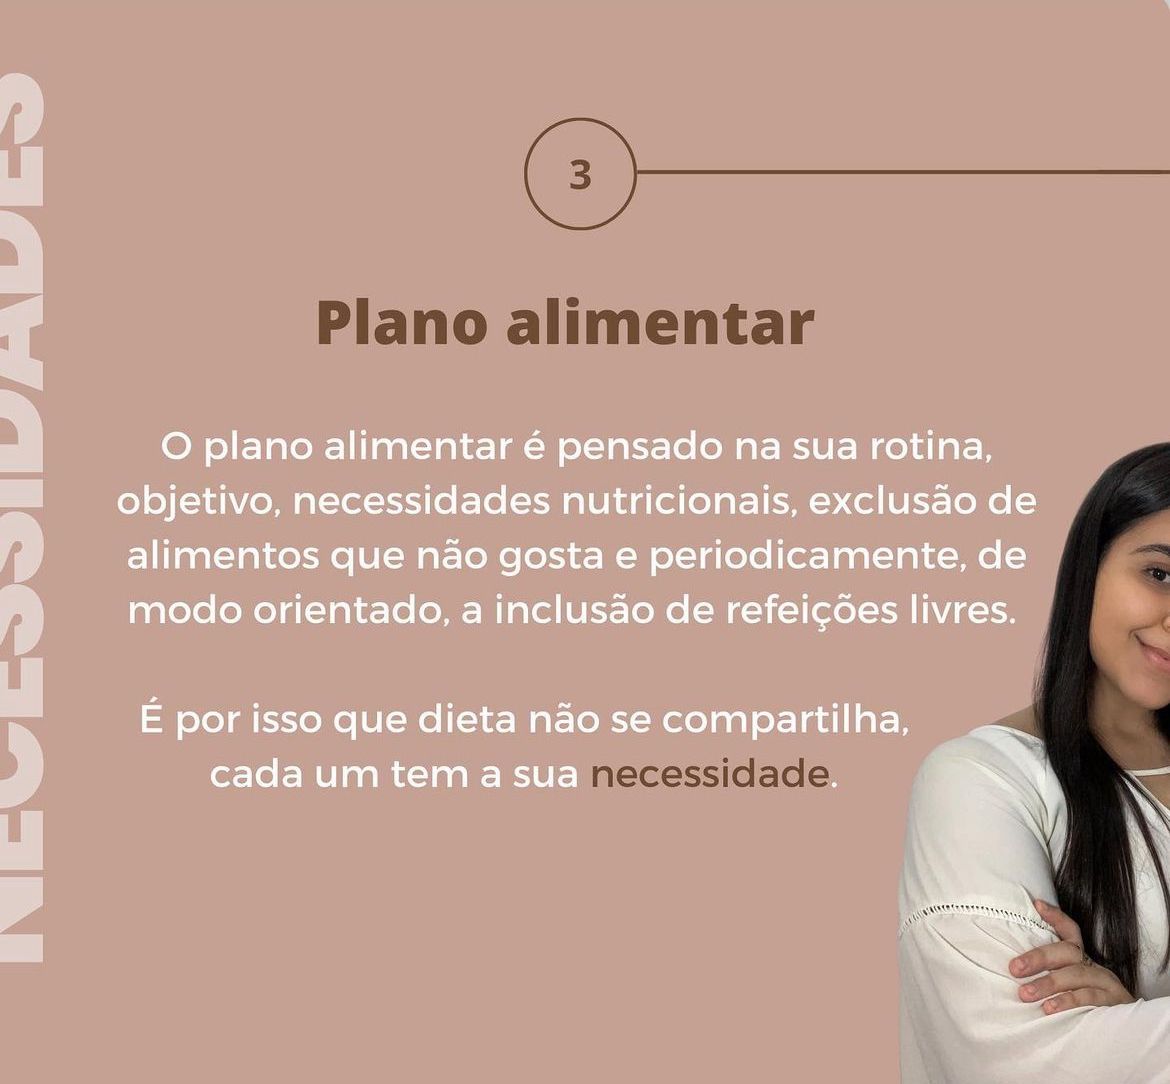 NECESSIDADES
3
Plano alimentar
O plano alimentar é pensado na sua rotina,
objetivo, necessidades nutricionais, exclusão de
alimentos que não gosta e periodicamente, de
modo orientado, a inclusão de refeições livres.
É por isso que dieta não se compartilha,
cada um tem a sua necessidade.